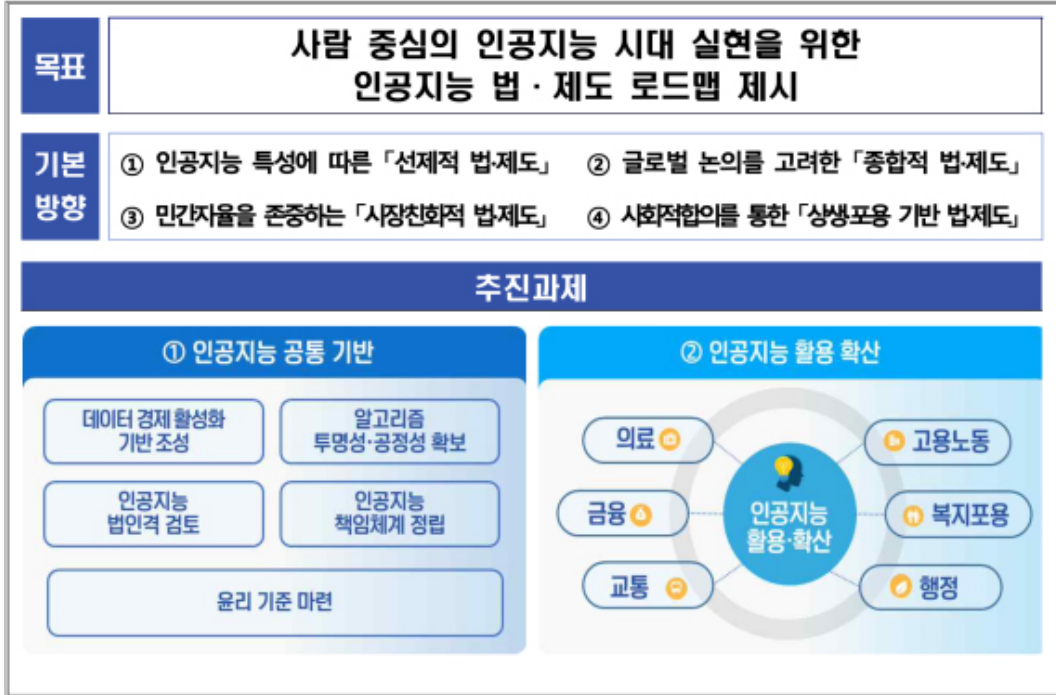 목표
사람 중심의 인공지능 시대 실현을 위한
인공지능 법·제도 로드맵 제시
기본
방향
① 인공지능 특성에 따른 「선제적 법·제도」
② 글로벌 논의를 고려한 「종합적 법·제도」
③ 민간자율을 존중하는 「시장친화적 법·제도」
④ 사회적합의를 통한 「상생·포용 기반 법·제도」
추진과제
① 인공지능 공통 기반
데이터 경제 활성화
기반 조성
알고리즘
투명성·공정성 확보
인공지능
법인격 검토
인공지능
책임체계 정립
윤리 기준 마련
② 인공지능 활용 확산
의료
고용노동
금융
인공지능
활용·확산
복지포용
교통
행정